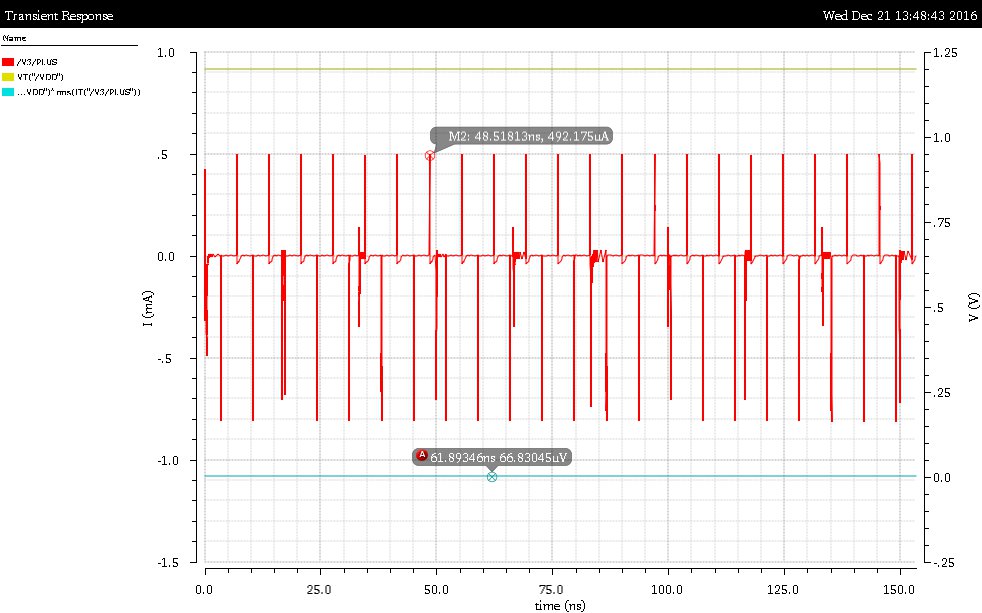 Transient Response
Wed Dec 21 13:48:43 2016
Name
/V3/PLUS
VT("/VDD")
...VDD")* rms(IT("/V3/PLUS"))
1.0
.5
0.0
-.5
-1.0
-1.5
I (mA)
M2: 48.51813ns, 492.175uA
A 61.89346ns 66.83045uV
1.25
1.0
0.75
.5
0.25
0.0
-.25
V (V)
0.0 25.0 50.0 75.0 100.0 125.0 150.0
time (ns)